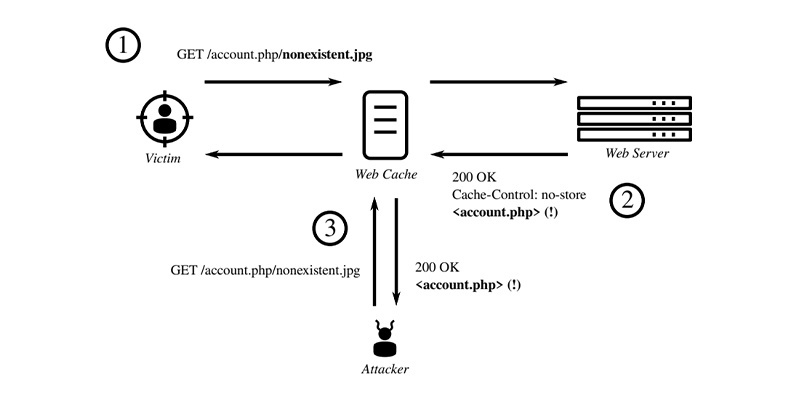 1
GET /account.php/nonexistent.jpg
Victim
Web Cache
Web Server
200 OK
Cache-Control: no-store
<account.php> (!)
2
3
GET /account.php/nonexistent.jpg
200 OK
<account.php> (!)
Attacker